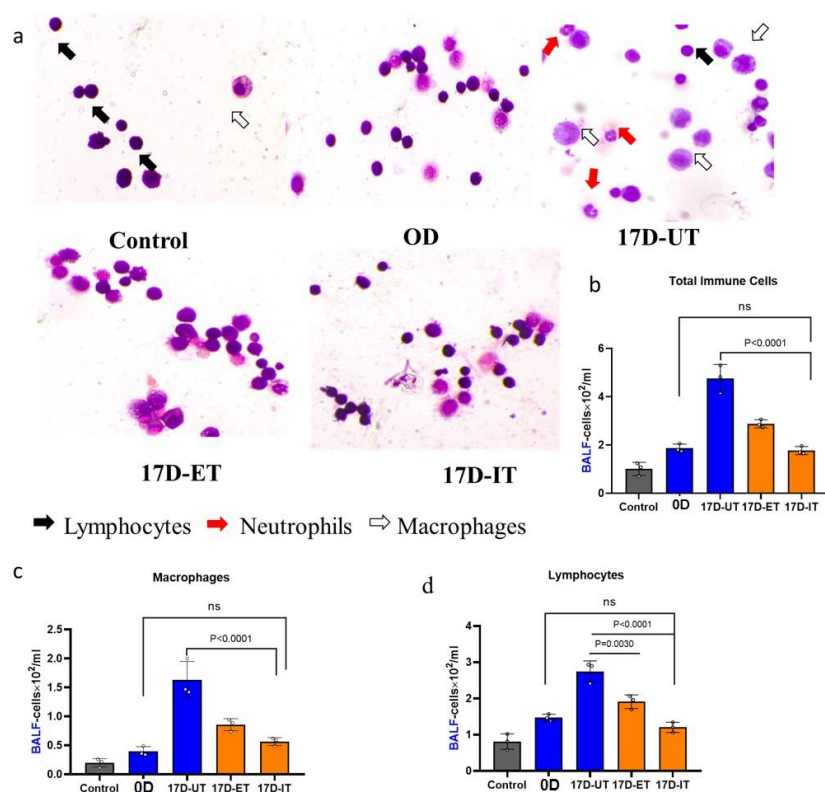 a
Control
OD
17D-UT
17D-ET
17D-IT
Lymphocytes
Neutrophils
Macrophages
b
Total Immune Cells
ns
P<0.0001
BALF-cells×10²/ml
6
4
2
0
Control
0D
17D-UT
17D-ET
17D-IT
c
Macrophages
ns
P<0.0001
BALF-cells×10²/ml
2.5
2.0
1.5
1.0
0.5
0.0
Control
0D
17D-UT
17D-ET
17D-IT
d
Lymphocytes
ns
P<0.0001
P=0.0030
BALF-cells×10²/ml
4
3
2
1
0
Control
0D
17D-UT
17D-ET
17D-IT